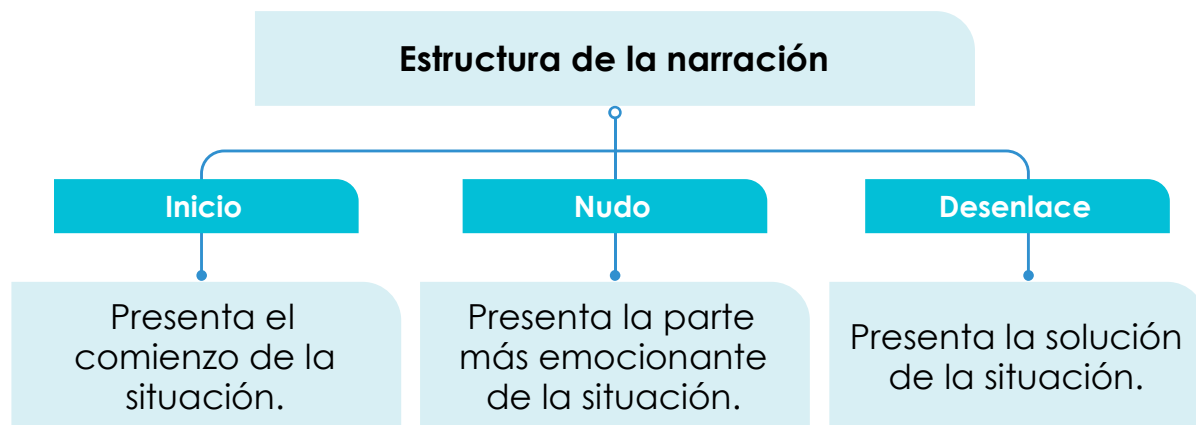 Estructura de la narración
Inicio
Nudo
Desenlace
Presenta el
comienzo de la
situación.
Presenta la parte
más emocionante
de la situación.
Presenta la solución
de la situación.